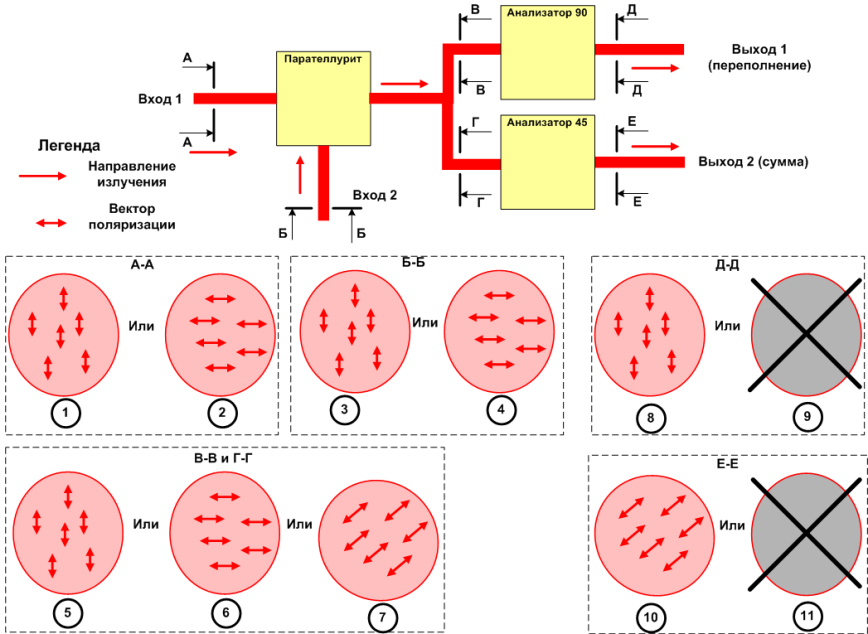 В
Анализатор 90
Д
А
Парателлурит
Выход 1
(переполнение)
Вход 1
В
Д
Г
Анализатор 45
Е
А
Легенда
Направление
излучения
Выход 2 (сумма)
Вход 2
Г
Е
Вектор
поляризации
Б
Б
А-А
Б-Б
Д-Д
Или
Или
Или
1
2
3
4
8
9
В-В и Г-Г
Е-Е
Или
Или
Или
5
6
7
10
11